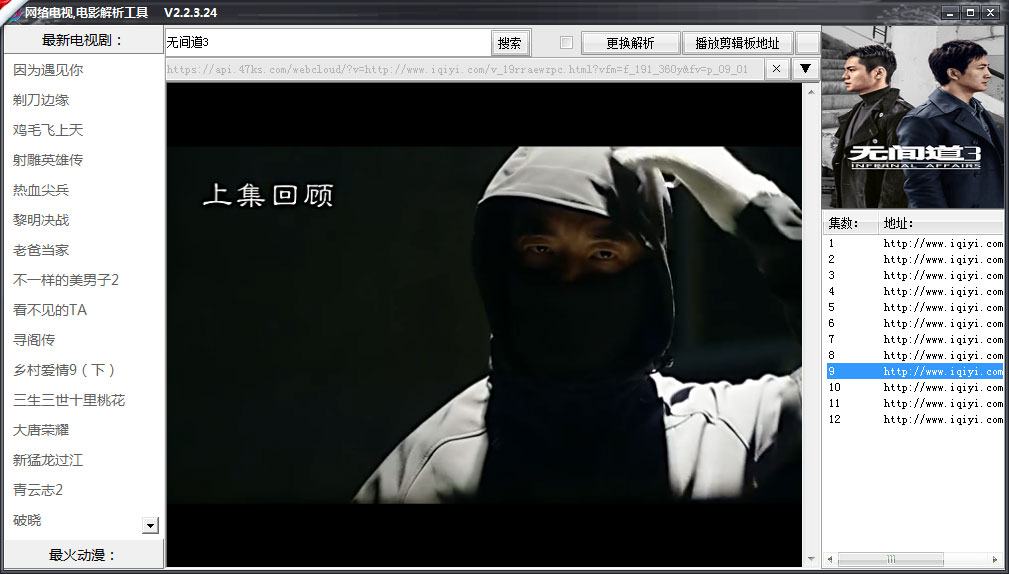 网络电视,电影解析工具 V2.2.3.24
最新电视剧：
因为遇见你
剃刀边缘
鸡毛飞上天
射雕英雄传
热血尖兵
黎明决战
老爸当家
不一样的美男子2
看不见的TA
寻阁传
乡村爱情9（下）
三生三世十里桃花
大唐荣耀
新猛龙过江
青云志2
破晓
最火动漫：
无间道3
搜索
更换解析
播放剪辑板地址
https://api.47ks.com/webcloud/?v=http://www.iqiyi.com/v_19rraewzpc.html?vfm=f_191_360y&fv=p_09_01
上集回顾
无间道3
INFERNAL AFFAIRS
集数： 地址：
1 http://www.iqiyi.com
2 http://www.iqiyi.com
3 http://www.iqiyi.com
4 http://www.iqiyi.com
5 http://www.iqiyi.com
6 http://www.iqiyi.com
7 http://www.iqiyi.com
8 http://www.iqiyi.com
9 http://www.iqiyi.com
10 http://www.iqiyi.com
11 http://www.iqiyi.com
12 http://www.iqiyi.com